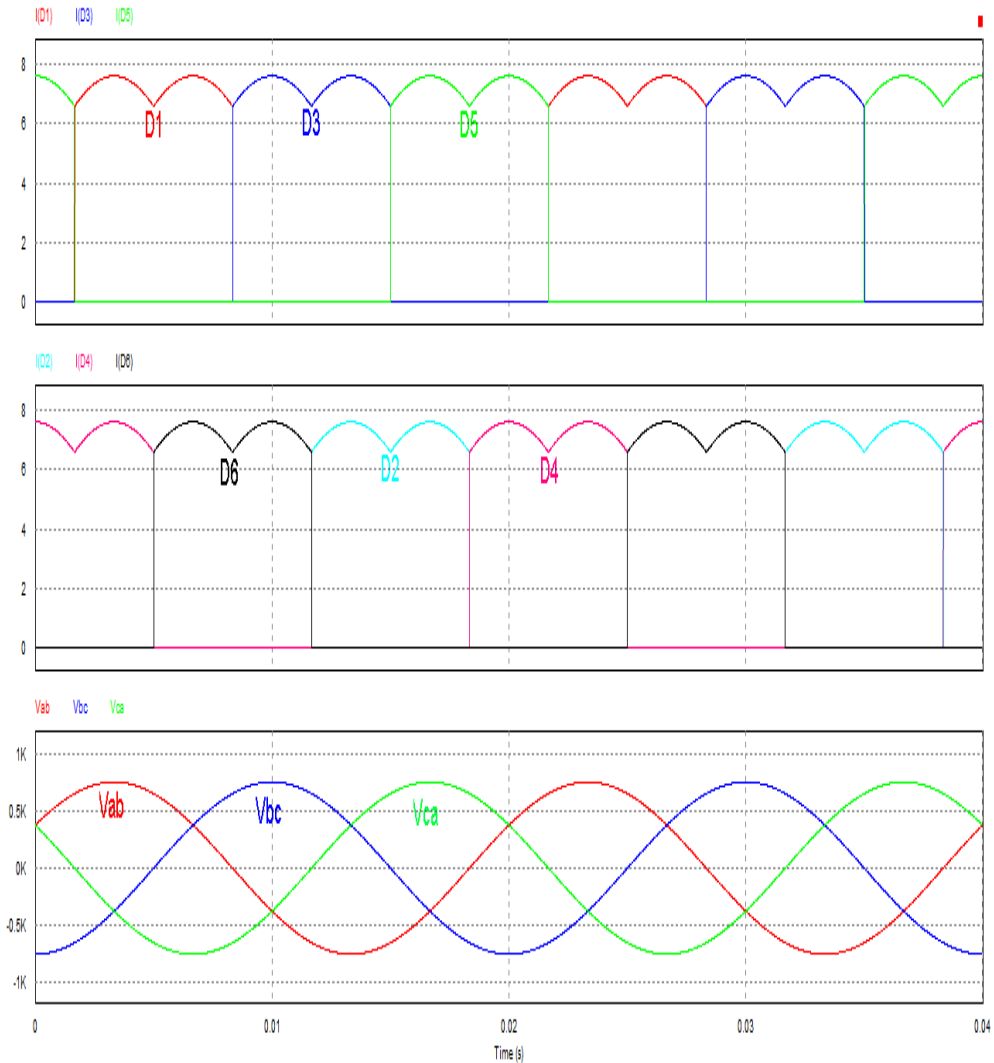 I(D1) I(D3) I(D5)
8
6
4
2
0
D1
D3
D5
I(D2) I(D4) I(D6)
8
6
4
2
0
D6
D2
D4
Vab Vbc Vca
1K
0.5K
0K
-0.5K
-1K
Vab
Vbc
Vca
0 0.01 0.02 0.03 0.04
Time (s)